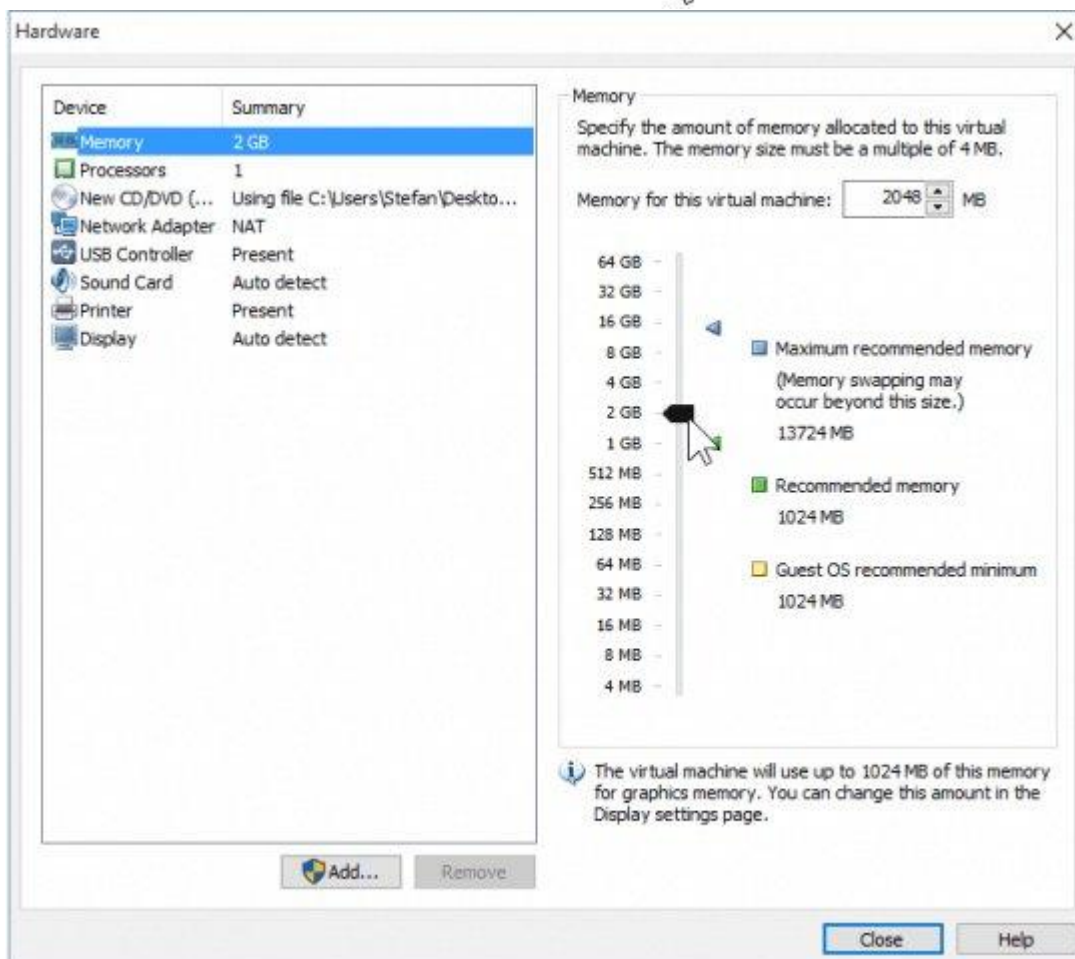 Hardware
Device Summary
Memory 2 GB
Processors 1
New CD/DVD (... Using file C:\Users\Stefan\Deskto...
Network Adapter NAT
USB Controller Present
Sound Card Auto detect
Printer Present
Display Auto detect
Add... Remove
Memory
Specify the amount of memory allocated to this virtual
machine. The memory size must be a multiple of 4 MB.
Memory for this virtual machine: 2048 MB
64 GB
32 GB
16 GB
8 GB
4 GB
2 GB
1 GB
512 MB
256 MB
128 MB
64 MB
32 MB
16 MB
8 MB
4 MB
Maximum recommended memory
(Memory swapping may
occur beyond this size.)
13724 MB
Recommended memory
1024 MB
Guest OS recommended minimum
1024 MB
The virtual machine will use up to 1024 MB of this memory
for graphics memory. You can change this amount in the
Display settings page.
Close Help